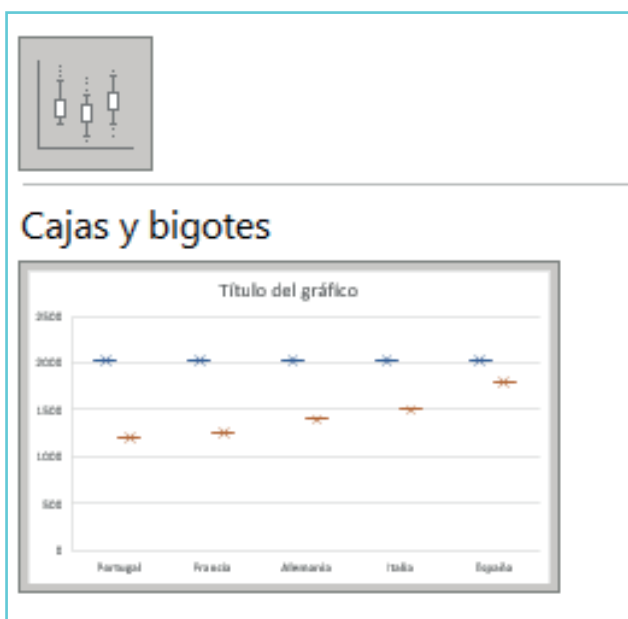 Cajas y bigotes
Título del gráfico
2500
2000
1500
1000
500
0
Portugal Francia Alemania Italia España